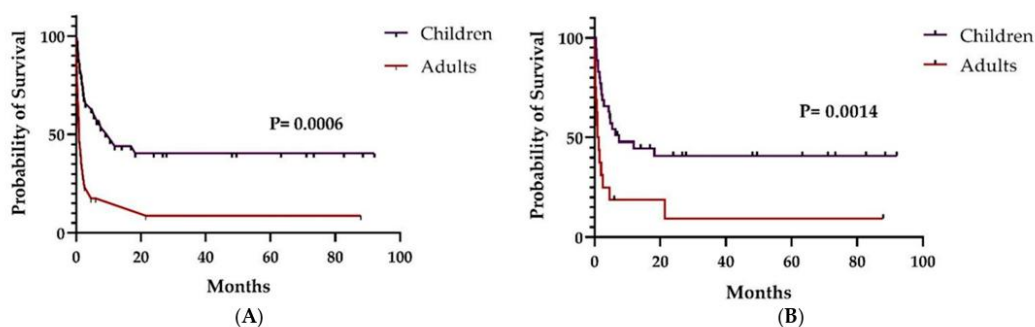 Probability of Survival
100
50
0
0 20 40 60 80 100
Months
Children
Adults
P= 0.0006
(A)
Probability of Survival
100
50
0
0 20 40 60 80 100
Months
Children
Adults
P= 0.0014
(B)